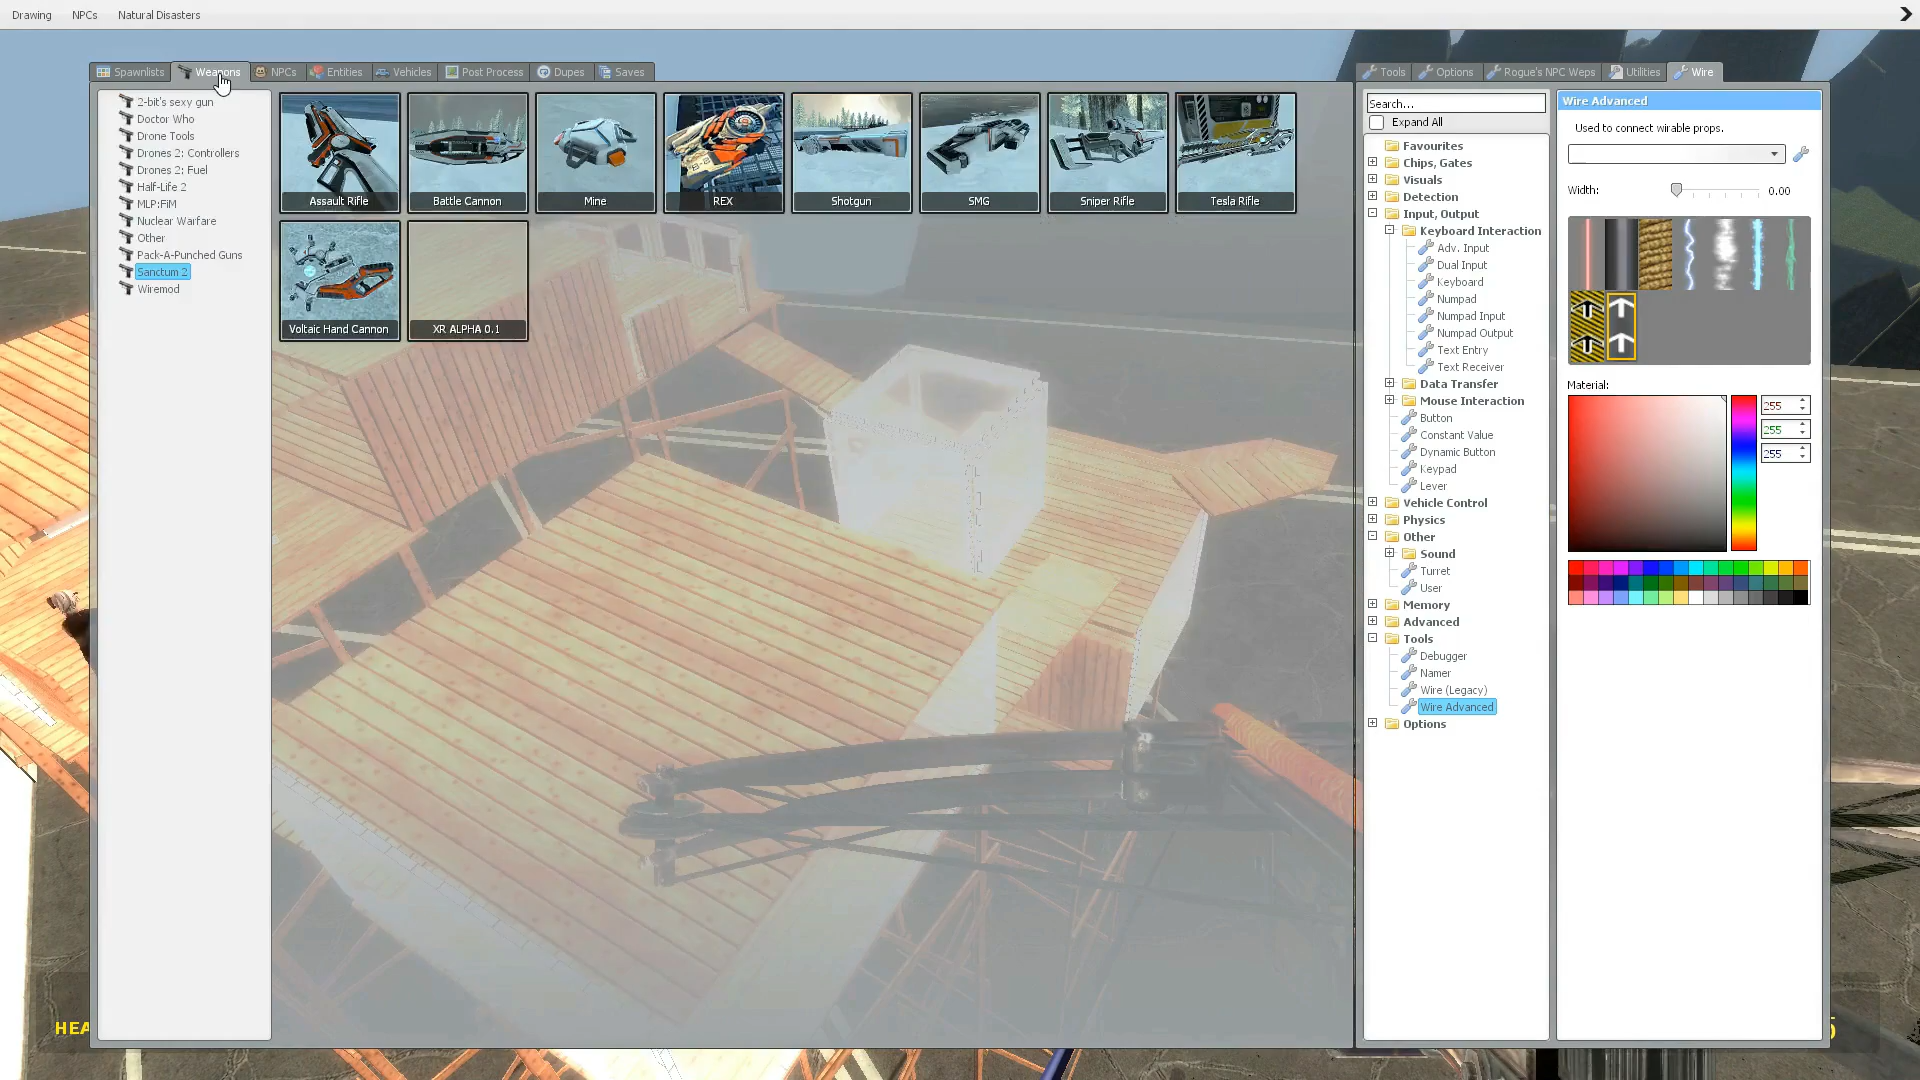 Drawing NPCs Natural Disasters
Spawnlists Weapons NPCs Entities Vehicles Post Process Dupes Saves
2-bit's sexy gun
Doctor Who
Drone Tools
Drones 2: Controllers
Drones 2: Fuel
Half-Life 2
MLP:FiM
Nuclear Warfare
Other
Pack-A-Punched Guns
Sanctum 2
Wiremod
Assault Rifle Battle Cannon Mine REX Shotgun SMG Sniper Rifle Tesla Rifle
Voltaic Hand Cannon XR ALPHA 0.1
Tools Options Rogue's NPC Weps Utilities Wire
Search...
Expand All
Favourites
Chips, Gates
Visuals
Detection
Input, Output
Keyboard Interaction
Adv. Input
Dual Input
Keyboard
Numpad
Numpad Input
Numpad Output
Text Entry
Text Receiver
Data Transfer
Mouse Interaction
Button
Constant Value
Dynamic Button
Keypad
Lever
Vehicle Control
Physics
Other
Sound
Turret
User
Memory
Advanced
Tools
Debugger
Namer
Wire (Legacy)
Wire Advanced
Options
Wire Advanced
Used to connect wirable props.
Width: 0.00
Material:
255
255
255
HEA